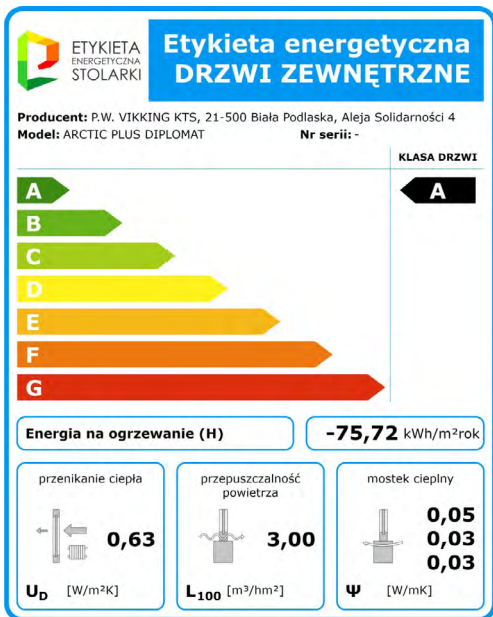 ETYKIETA
ENERGETYCZNA
STOLARKI
Etykieta energetyczna
DRZWI ZEWNĘTRZNE
Producent: P.W. VIKKING KTS, 21-500 Biała Podlaska, Aleja Solidarności 4
Model: ARCTIC PLUS DIPLOMAT Nr serii: -
KLASA DRZWI
A A
B
C
D
E
F
G
Energia na ogrzewanie (H) -75,72 kWh/m²rok
przenikanie ciepła
0,63
U_D [W/m²K]
przepuszczalność
powietrza
3,00
L₁₀₀ [m³/hm²]
mostek cieplny
0,05
0,03
0,03
Ψ [W/mK]